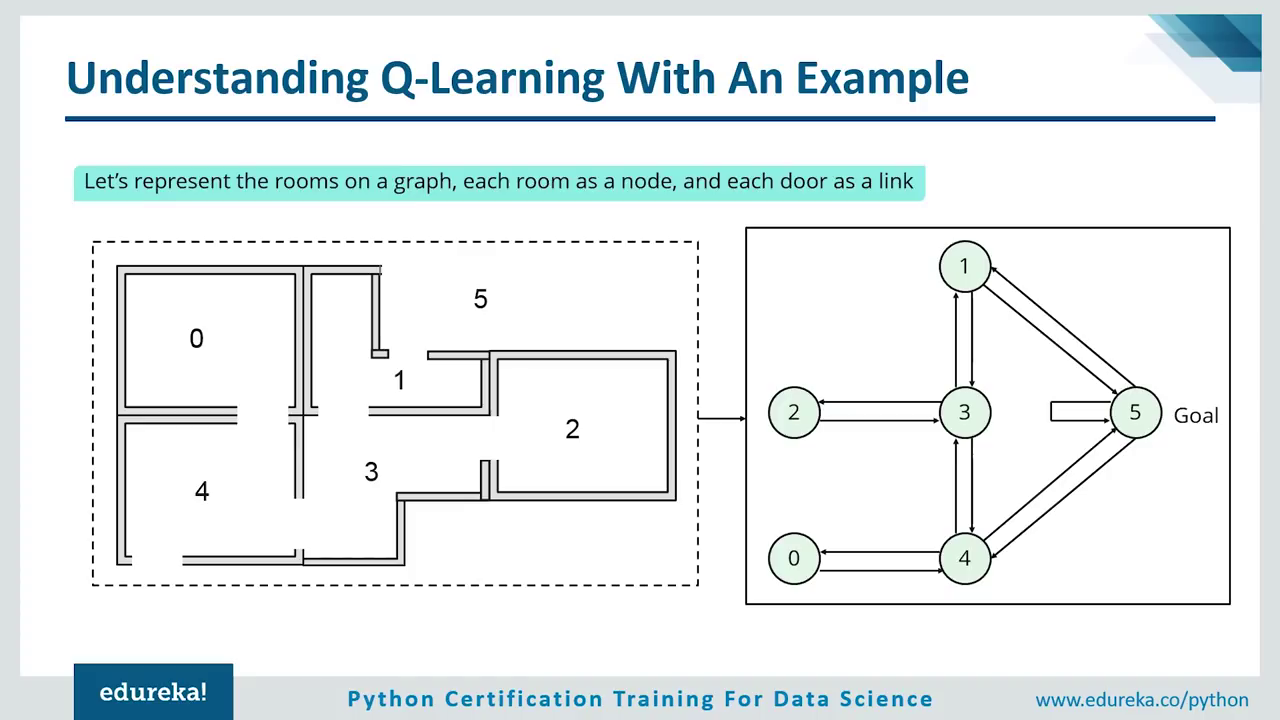 Understanding Q-Learning With An Example
Let’s represent the rooms on a graph, each room as a node, and each door as a link
0
5
1
2
3
4
1
2
3
5
Goal
0
4
edureka!
Python Certification Training For Data Science
www.edureka.co/python